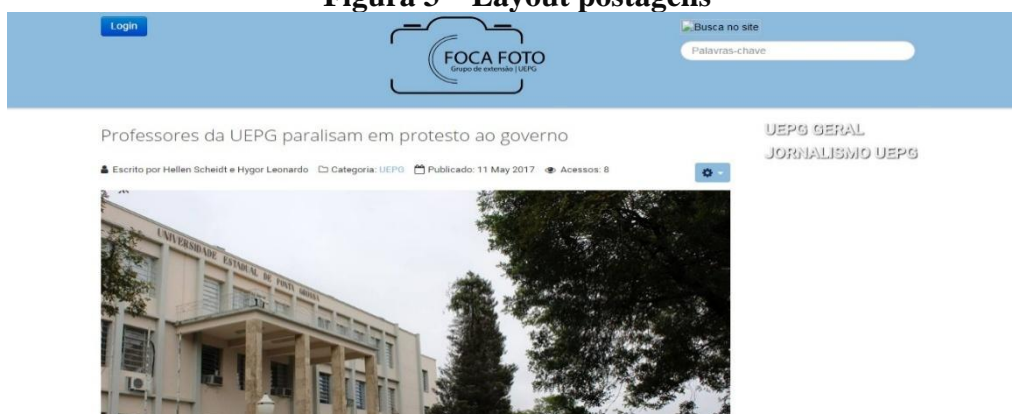 Figura 3 – Layout postagens
Login
FOCA FOTO
Grupo de extensão | UEPG
Busca no site
Palavras-chave
Professores da UEPG paralisam em protesto ao governo
Escrito por Hellen Scheidt e Hygor Leonardo Categoria: UEPG Publicado: 11 May 2017 Acessos: 8
UEPG GERAL
JORNALISMO UEPG
UNIVERSIDADE ESTADUAL DE PONTA GROSSA